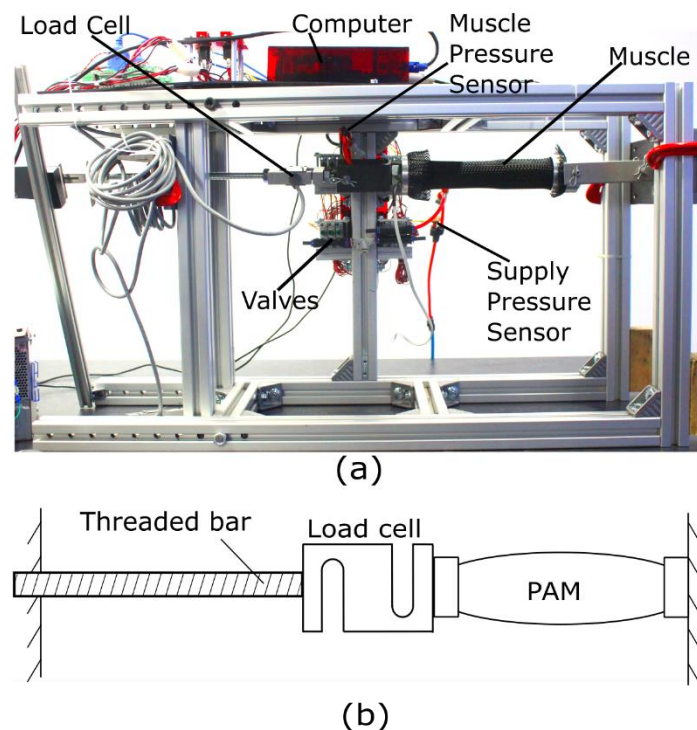 Load Cell
Computer
Muscle
Pressure
Sensor
Muscle
Valves
Supply
Pressure
Sensor
(a)
Threaded bar
Load cell
PAM
(b)